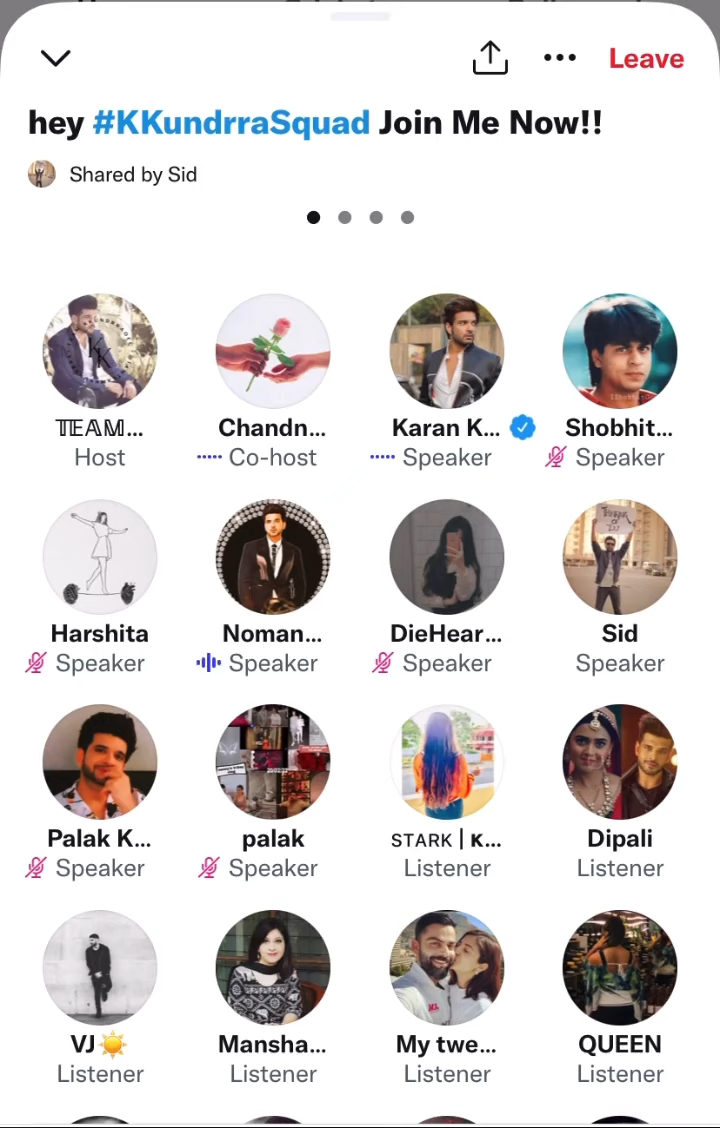 Leave
hey #KKundrraSquad Join Me Now!!
Shared by Sid
𝕋𝔼𝔸𝕄... Chandn... Karan K... Shobhit...
Host Co-host Speaker Speaker
Harshita Noman... DieHear... Sid
Speaker Speaker Speaker Speaker
Palak K... palak STARK | K... Dipali
Speaker Speaker Listener Listener
VJ☀️ Mansha... My twe... QUEEN
Listener Listener Listener Listener